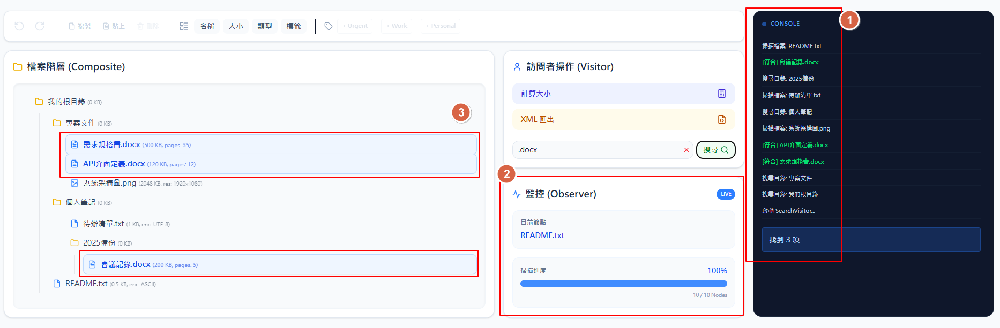 複製 貼上 刪除 名稱 大小 類型 標籤 + Urgent + Work + Personal
檔案階層 (Composite)
我的根目錄 (0 KB)
專案文件 (0 KB)
3
需求規格書.docx (500 KB, pages: 35)
API介面定義.docx (120 KB, pages: 12)
系統架構圖.png (2048 KB, res: 1920x1080)
個人筆記 (0 KB)
待辦清單.txt (1 KB, enc: UTF-8)
2025備份 (0 KB)
會議記錄.docx (200 KB, pages: 5)
README.txt (0.5 KB, enc: ASCII)
訪問者操作 (Visitor)
計算大小
XML 匯出
.docx 搜尋
2
監控 (Observer) LIVE
目前節點
README.txt
掃描進度 100%
10 / 10 Nodes
1
CONSOLE
掃描檔案: README.txt
[符合] 會議記錄.docx
搜尋目錄: 2025備份
掃描檔案: 待辦清單.txt
搜尋目錄: 個人筆記
掃描檔案: 系統架構圖.png
[符合] API介面定義.docx
[符合] 需求規格書.docx
搜尋目錄: 專案文件
搜尋目錄: 我的根目錄
啟動 SearchVisitor...
找到 3 項